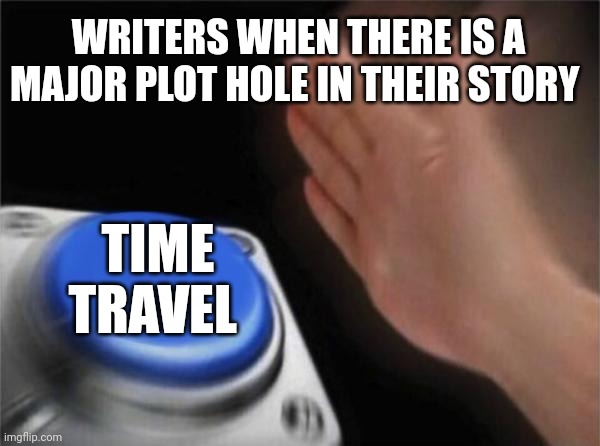 WRITERS WHEN THERE IS A
MAJOR PLOT HOLE IN THEIR STORY
TIME
TRAVEL
imgflip.com